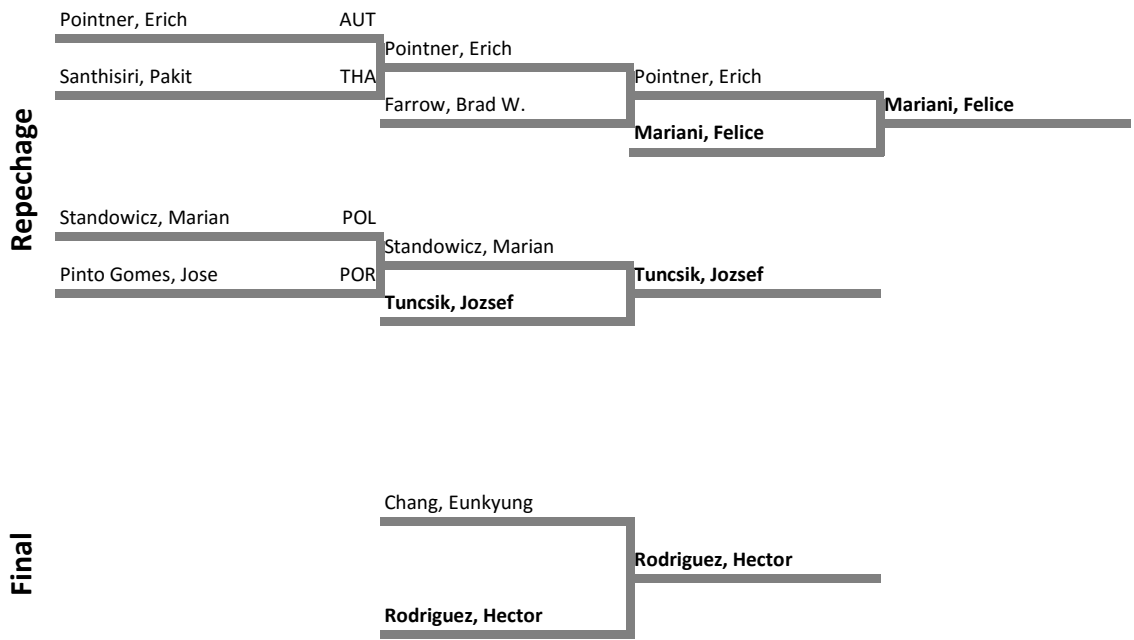 Repechage
Pointner, Erich AUT
Pointner, Erich
Santhisiri, Pakit THA
Pointner, Erich
Farrow, Brad W.
Mariani, Felice
Mariani, Felice
Standowicz, Marian POL
Standowicz, Marian
Pinto Gomes, Jose POR
Tuncsik, Jozsef
Tuncsik, Jozsef
Final
Chang, Eunkyung
Rodriguez, Hector
Rodriguez, Hector